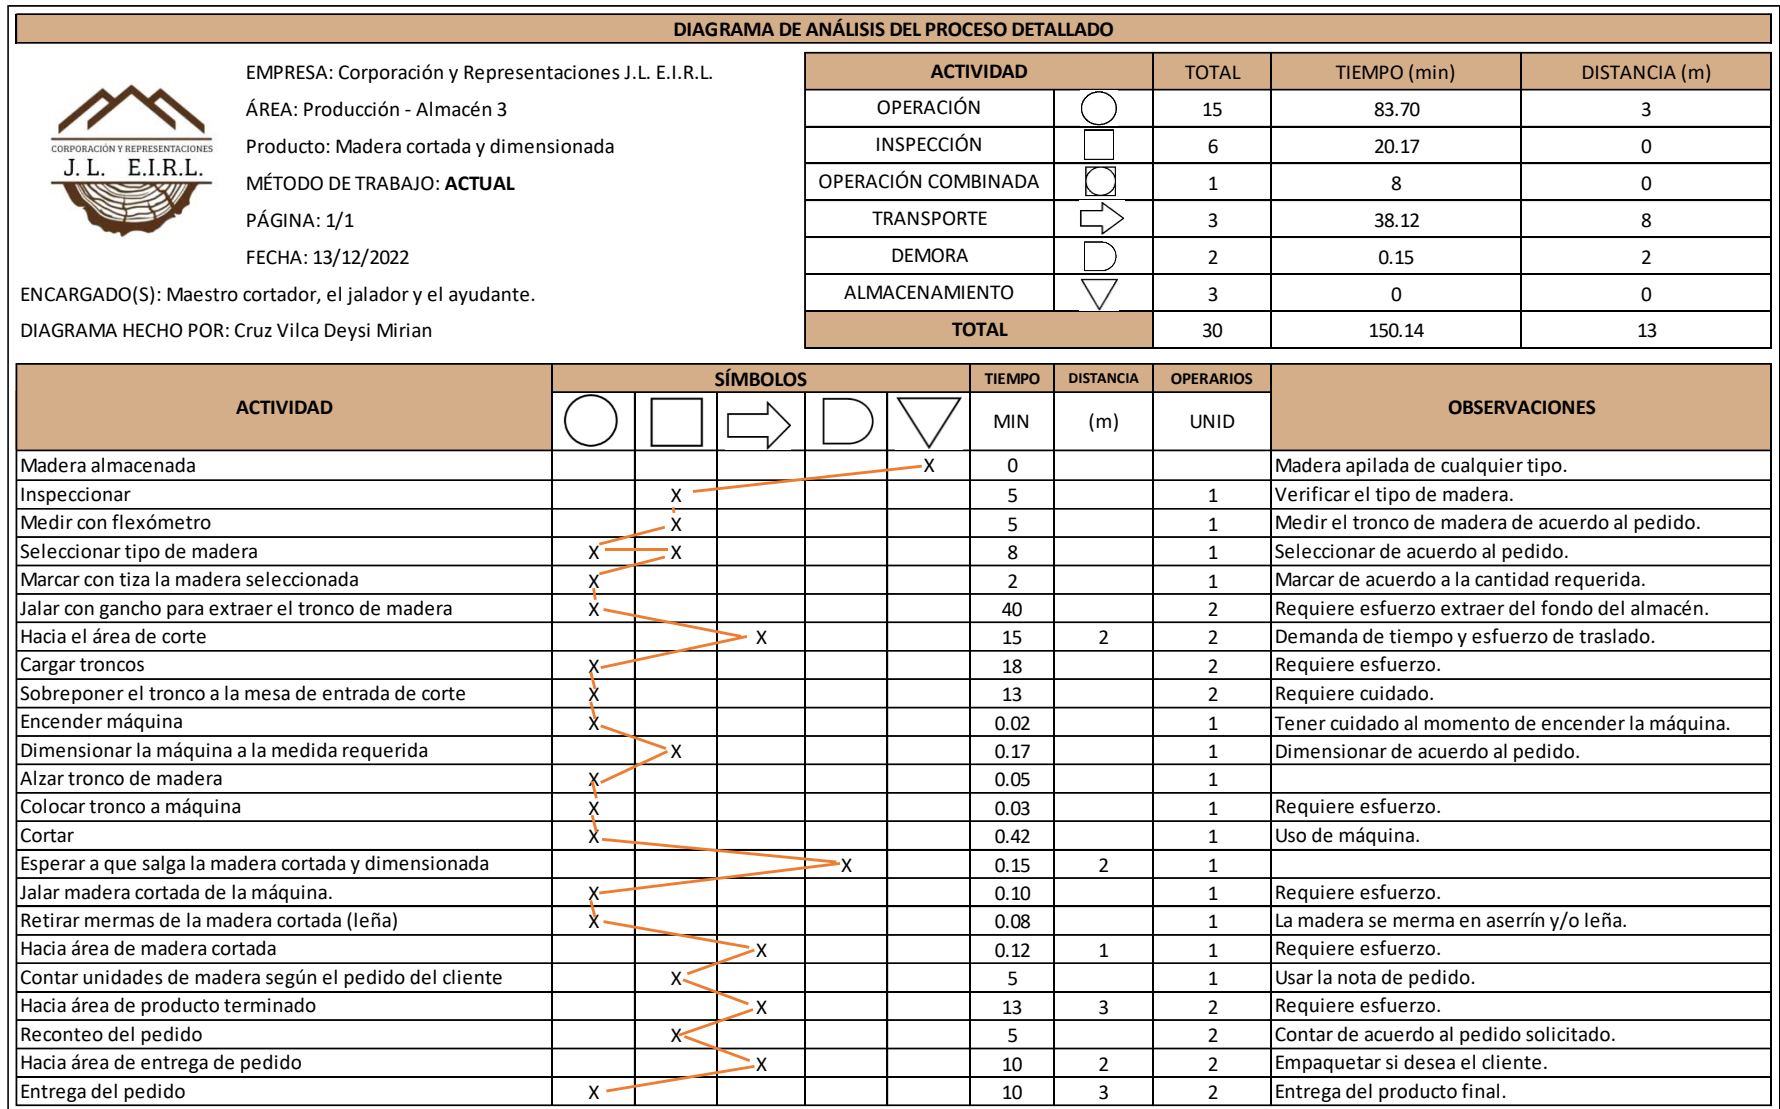 DIAGRAMA DE ANÁLISIS DEL PROCESO DETALLADO
EMPRESA: Corporación y Representaciones J.L. E.I.R.L.
ÁREA: Producción - Almacén 3
Producto: Madera cortada y dimensionada
MÉTODO DE TRABAJO: ACTUAL
PÁGINA: 1/1
FECHA: 13/12/2022
ENCARGADO(S): Maestro cortador, el jalador y el ayudante.
DIAGRAMA HECHO POR: Cruz Vilca Deysi Mirian
CORPORACIÓN Y REPRESENTACIONES
J. L. E.I.R.L.
ACTIVIDAD TOTAL TIEMPO (min) DISTANCIA (m)
OPERACIÓN 15 83.70 3
INSPECCIÓN 6 20.17 0
OPERACIÓN COMBINADA 1 8 0
TRANSPORTE 3 38.12 8
DEMORA 2 0.15 2
ALMACENAMIENTO 3 0 0
TOTAL 30 150.14 13
ACTIVIDAD SÍMBOLOS TIEMPO DISTANCIA OPERARIOS OBSERVACIONES
MIN (m) UNID
Madera almacenada X 0 Madera apilada de cualquier tipo.
Inspeccionar X 5 1 Verificar el tipo de madera.
Medir con flexómetro X 5 1 Medir el tronco de madera de acuerdo al pedido.
Seleccionar tipo de madera X X 8 1 Seleccionar de acuerdo al pedido.
Marcar con tiza la madera seleccionada X 2 1 Marcar de acuerdo a la cantidad requerida.
Jalar con gancho para extraer el tronco de madera X 40 2 Requiere esfuerzo extraer del fondo del almacén.
Hacia el área de corte X 15 2 2 Demanda de tiempo y esfuerzo de traslado.
Cargar troncos X 18 2 Requiere esfuerzo.
Sobreponer el tronco a la mesa de entrada de corte X 13 2 Requiere cuidado.
Encender máquina X 0.02 1 Tener cuidado al momento de encender la máquina.
Dimensionar la máquina a la medida requerida X 0.17 1 Dimensionar de acuerdo al pedido.
Alzar tronco de madera X 0.05 1
Colocar tronco a máquina X 0.03 1 Requiere esfuerzo.
Cortar X 0.42 1 Uso de máquina.
Esperar a que salga la madera cortada y dimensionada X 0.15 2 1
Jalar madera cortada de la máquina. X 0.10 1 Requiere esfuerzo.
Retirar mermas de la madera cortada (leña) X 0.08 1 La madera se merma en aserrín y/o leña.
Hacia área de madera cortada X 0.12 1 1 Requiere esfuerzo.
Contar unidades de madera según el pedido del cliente X 5 1 Usar la nota de pedido.
Hacia área de producto terminado X 13 3 2 Requiere esfuerzo.
Reconteo del pedido X 5 2 Contar de acuerdo al pedido solicitado.
Hacia área de entrega de pedido X 10 2 2 Empaquetar si desea el cliente.
Entrega del pedido X 10 3 2 Entrega del producto final.